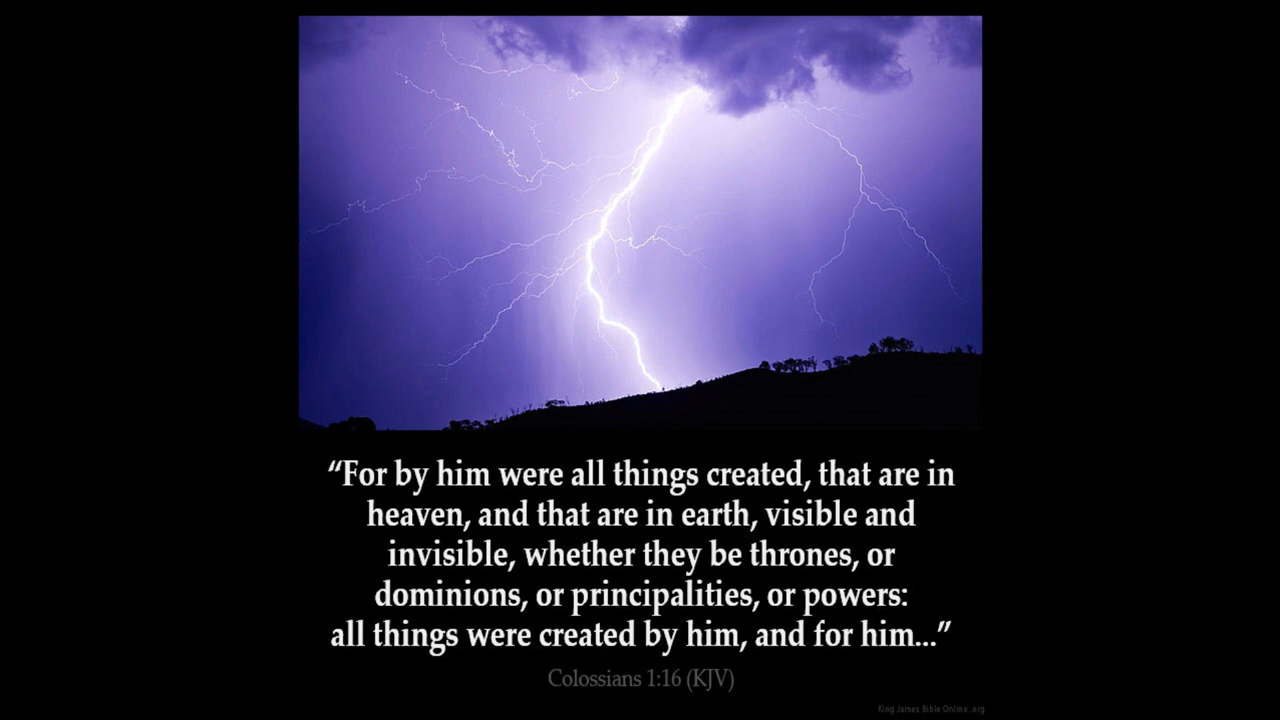 “For by him were all things created, that are in
heaven, and that are in earth, visible and
invisible, whether they be thrones, or
dominions, or principalities, or powers:
all things were created by him, and for him...”
Colossians 1:16 (KJV)
King James Bible Online .org